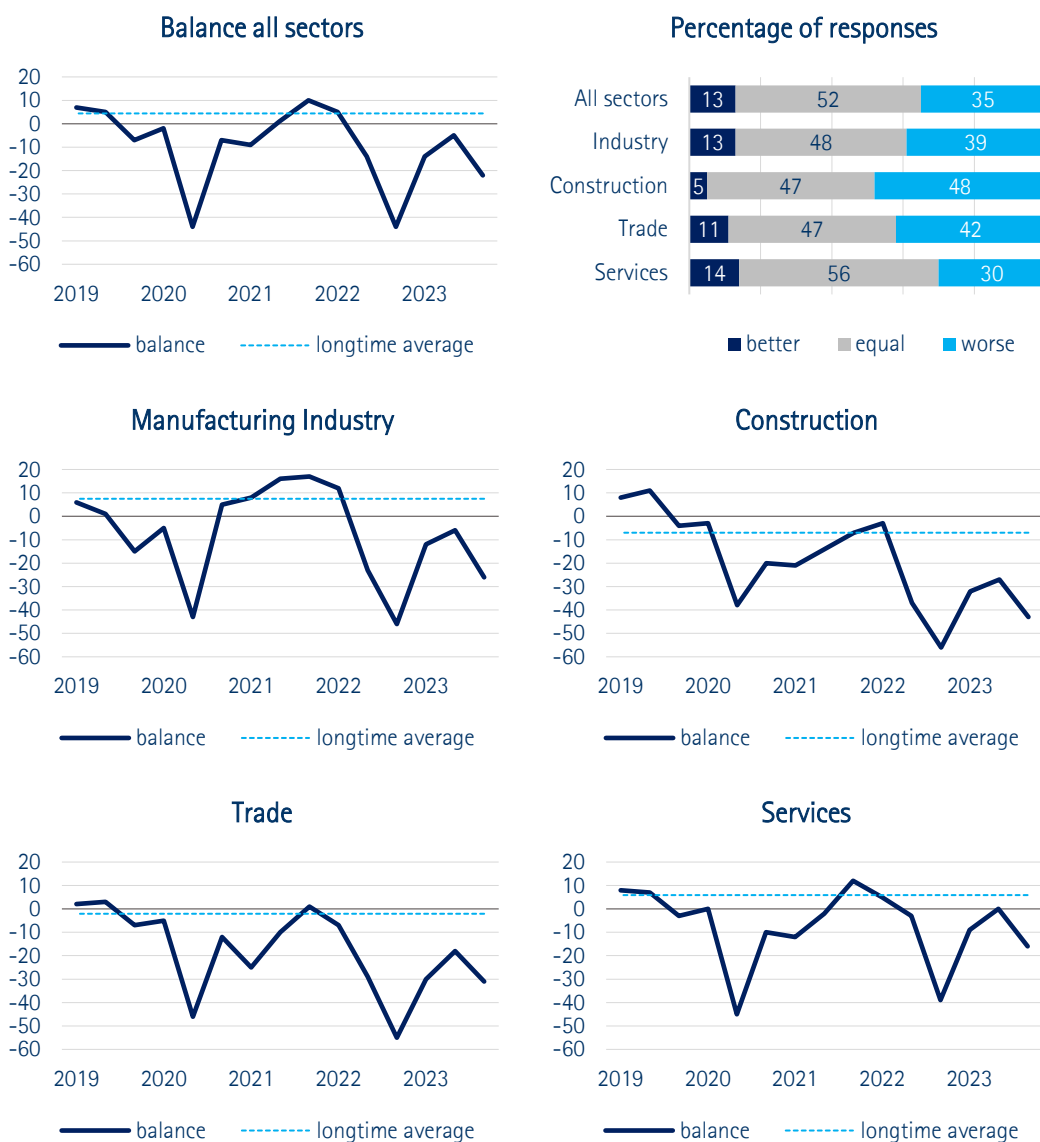 Balance all sectors
20
10
0
-10
-20
-30
-40
-50
-60
2019 2020 2021 2022 2023
balance longtime average
Percentage of responses
All sectors 13 52 35
Industry 13 48 39
Construction 5 47 48
Trade 11 47 42
Services 14 56 30
better equal worse
Manufacturing Industry
20
10
0
-10
-20
-30
-40
-50
-60
2019 2020 2021 2022 2023
balance longtime average
Construction
20
10
0
-10
-20
-30
-40
-50
-60
2019 2020 2021 2022 2023
balance longtime average
Trade
20
10
0
-10
-20
-30
-40
-50
-60
2019 2020 2021 2022 2023
balance longtime average
Services
20
10
0
-10
-20
-30
-40
-50
-60
2019 2020 2021 2022 2023
balance longtime average